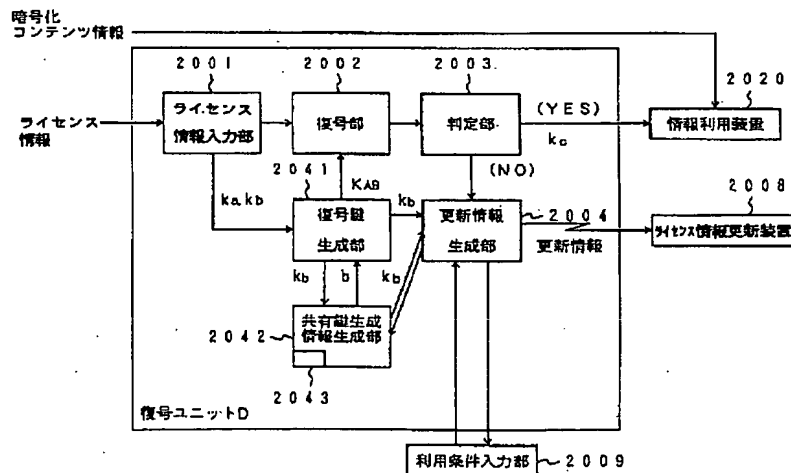 暗号化
コンテンツ情報
2001
2002
2003
2020
ライセンス
情報
ライセンス
情報入力部
復号部
判定部
(YES)
kc
情報利用装置
2041
KAB
(NO)
2008
ka, kb
復号鍵
生成部
kb
更新情報
生成部
2004
更新情報
ライセンス情報更新装置
kb
b
kb
共有鍵生成
情報生成部
2042
2043
復号ユニットD
利用条件入力部
2009